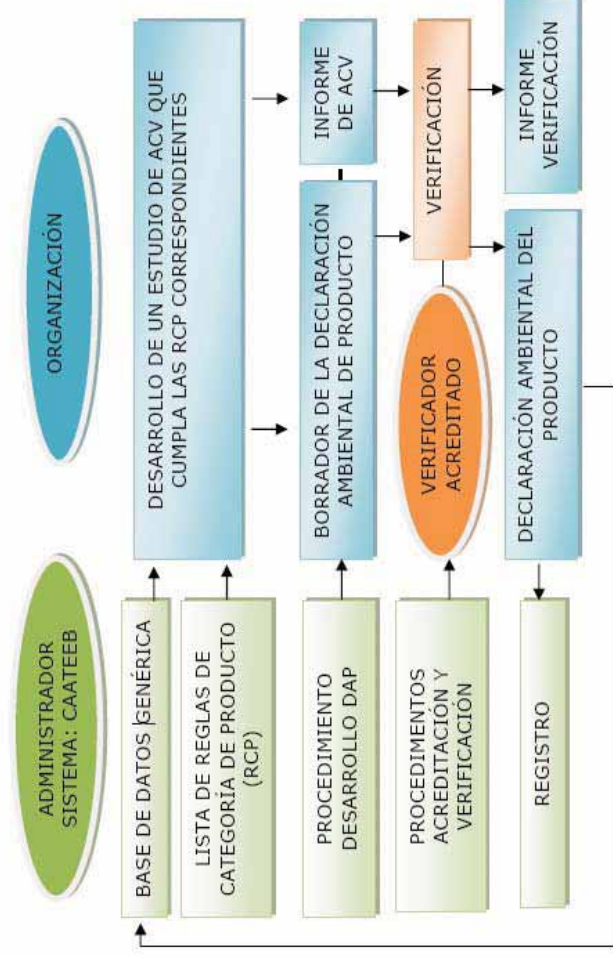 ADMINISTRADOR
SISTEMA: CAATEEB
ORGANIZACIÓN
BASE DE DATOS GENÉRICA
LISTA DE REGLAS DE
CATEGORÍA DE PRODUCTO
(RCP)
DESARROLLO DE UN ESTUDIO DE ACV QUE
CUMPLA LAS RCP CORRESPONDIENTES
PROCEDIMIENTO
DESARROLLO DAP
BORRADOR DE LA DECLARACIÓN
AMBIENTAL DE PRODUCTO
INFORME
DE ACV
PROCEDIMENTOS
ACREDITACIÓN Y
VERIFICACIÓN
VERIFICADOR
ACREDITADO
VERIFICACIÓN
REGISTRO
DECLARACIÓN AMBIENTAL DEL
PRODUCTO
INFORME
VERIFICACIÓN